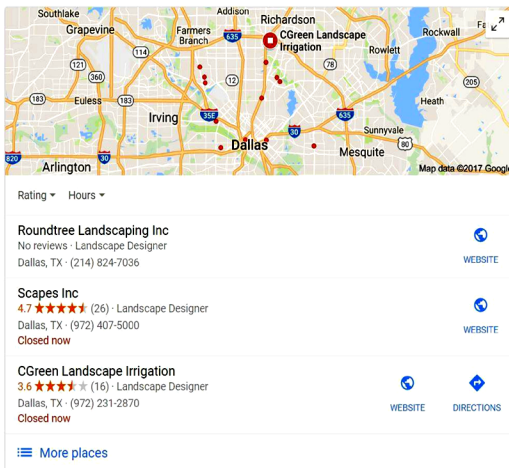 Southlake
Addison
Richardson
Grapevine
Farmers
Branch
635
CGreen Landscape
Irrigation
Rockwall
114
Rowlett
121
360
12
78
205
183
Euless
183
35E
635
Heath
Irving
30
Sunnyvale
820
30
Dallas
Mesquite
80
Arlington
Map data ©2017 Google
Rating
Hours
Roundtree Landscaping Inc
No reviews · Landscape Designer
Dallas, TX · (214) 824-7036
WEBSITE
Scapes Inc
4.7 (26) · Landscape Designer
Dallas, TX · (972) 407-5000
Closed now
WEBSITE
CGreen Landscape Irrigation
3.6 (16) · Landscape Designer
Dallas, TX · (972) 231-2870
Closed now
WEBSITE
DIRECTIONS
More places